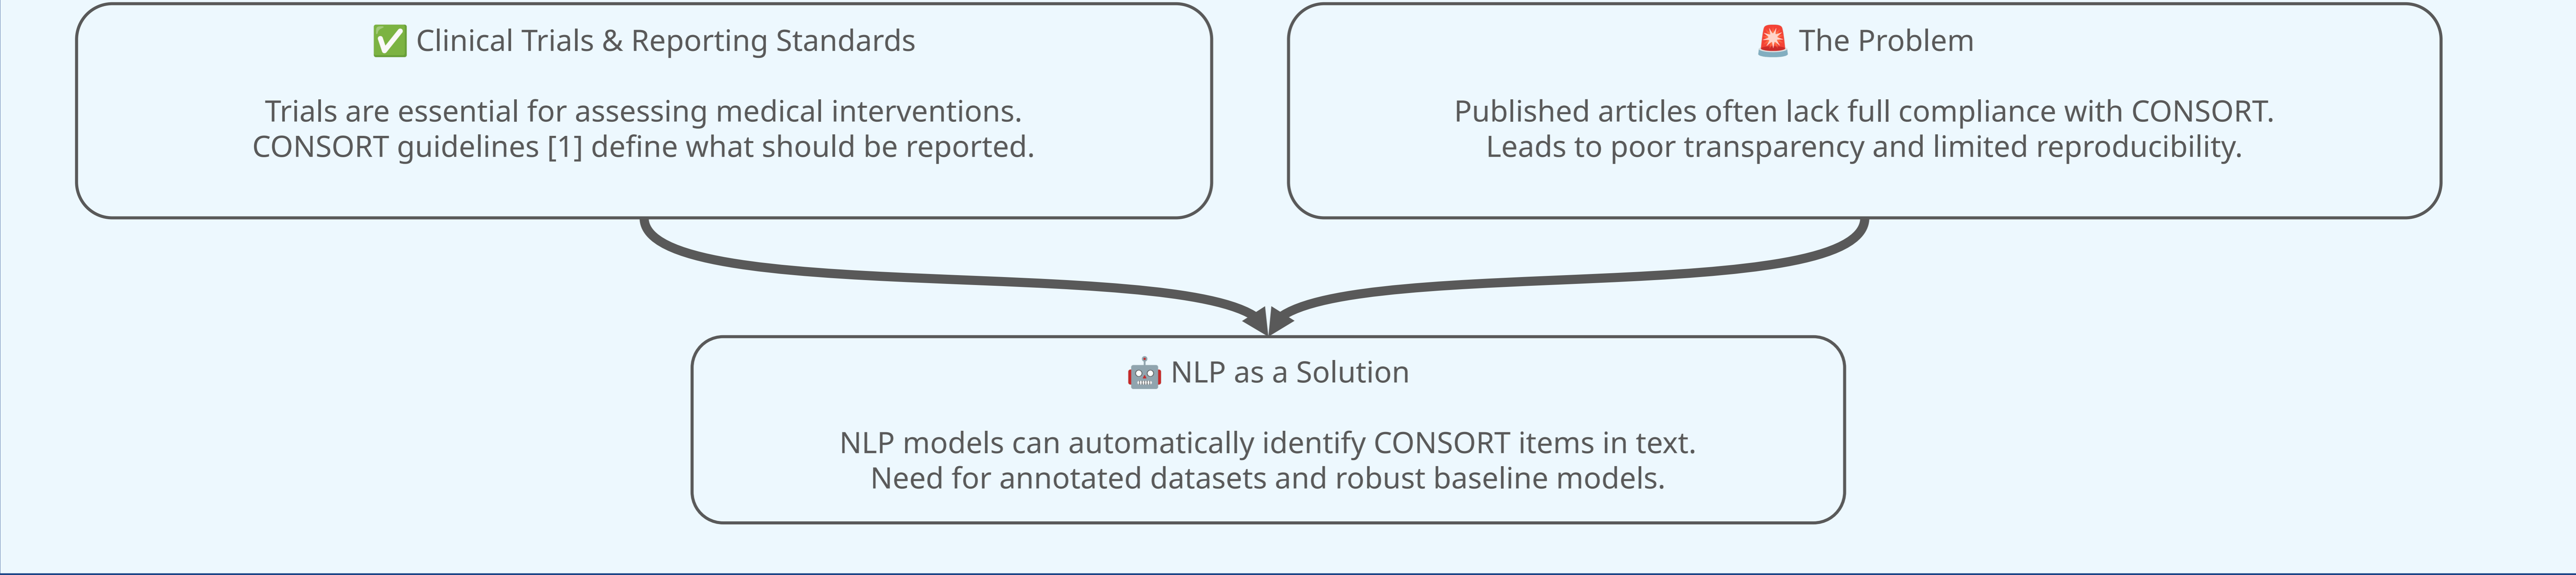 ✅ Clinical Trials & Reporting Standards
Trials are essential for assessing medical interventions.
CONSORT guidelines [1] define what should be reported.
🚨 The Problem
Published articles often lack full compliance with CONSORT.
Leads to poor transparency and limited reproducibility.
🤖 NLP as a Solution
NLP models can automatically identify CONSORT items in text.
Need for annotated datasets and robust baseline models.